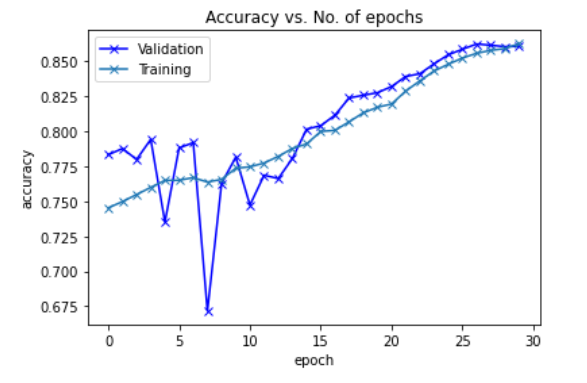 Accuracy vs. No. of epochs
Validation
Training
accuracy
0.850
0.825
0.800
0.775
0.750
0.725
0.700
0.675
0 5 10 15 20 25 30
epoch